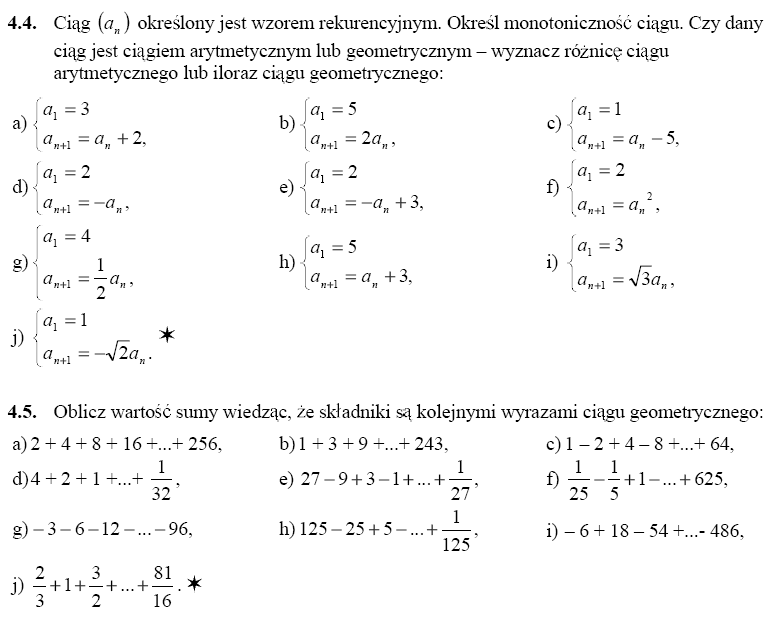 4.4. Ciąg (aₙ) określony jest wzorem rekurencyjnym. Określ monotoniczność ciągu. Czy dany
ciąg jest ciągiem arytmetycznym lub geometrycznym – wyznacz różnicę ciągu
arytmetycznego lub iloraz ciągu geometrycznego:
a) { a₁ = 3
aₙ₊₁ = aₙ + 2,
b) { a₁ = 5
aₙ₊₁ = 2aₙ,
c) { a₁ = 1
aₙ₊₁ = aₙ − 5,
d) { a₁ = 2
aₙ₊₁ = −aₙ,
e) { a₁ = 2
aₙ₊₁ = −aₙ + 3,
f) { a₁ = 2
aₙ₊₁ = aₙ²,
g) { a₁ = 4
aₙ₊₁ = 1/2 aₙ,
h) { a₁ = 5
aₙ₊₁ = aₙ + 3,
i) { a₁ = 3
aₙ₊₁ = √3aₙ,
j) { a₁ = 1
aₙ₊₁ = −√2aₙ. ✶
4.5. Oblicz wartość sumy wiedząc, że składniki są kolejnymi wyrazami ciągu geometrycznego:
a) 2 + 4 + 8 + 16 +...+ 256, b) 1 + 3 + 9 +...+ 243, c) 1 − 2 + 4 − 8 +...+ 64,
d) 4 + 2 + 1 +...+ 1/32, e) 27 − 9 + 3 − 1 + ... + 1/27, f) 1/25 − 1/5 + 1 − ... + 625,
g) − 3 − 6 − 12 − ... − 96, h) 125 − 25 + 5 − ... + 1/125, i) − 6 + 18 − 54 +...- 486,
j) 2/3 + 1 + 3/2 + ... + 81/16. ✶